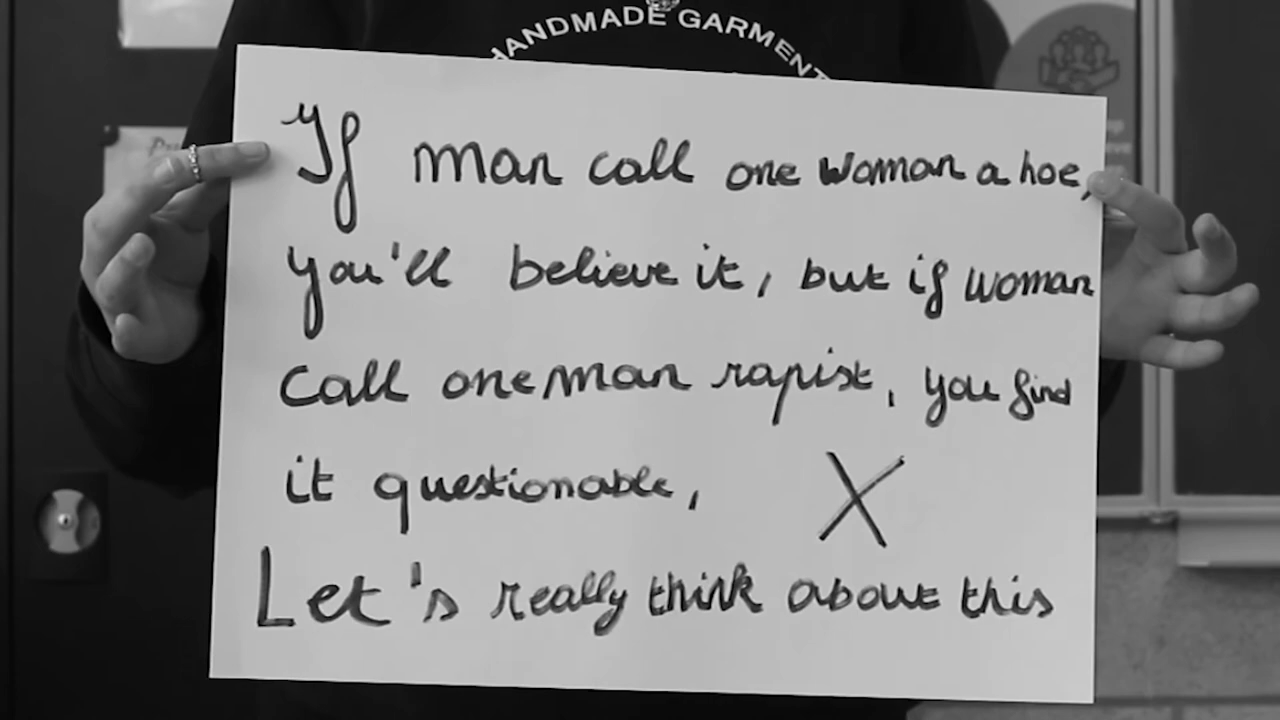 HANDMADE GARMENT
If man call one woman a hoe,
you'll believe it, but if woman
call one man rapist, you find
it questionable, X
Let's really think about this